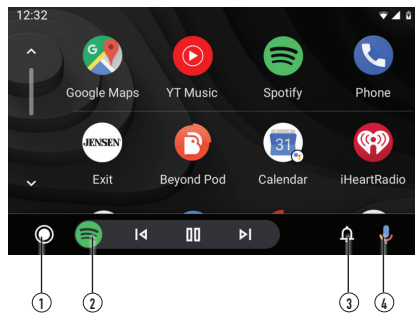 12:32
Google Maps YT Music Spotify Phone
JENSEN 31
Exit Beyond Pod Calendar iHeartRadio
1 2 3 4